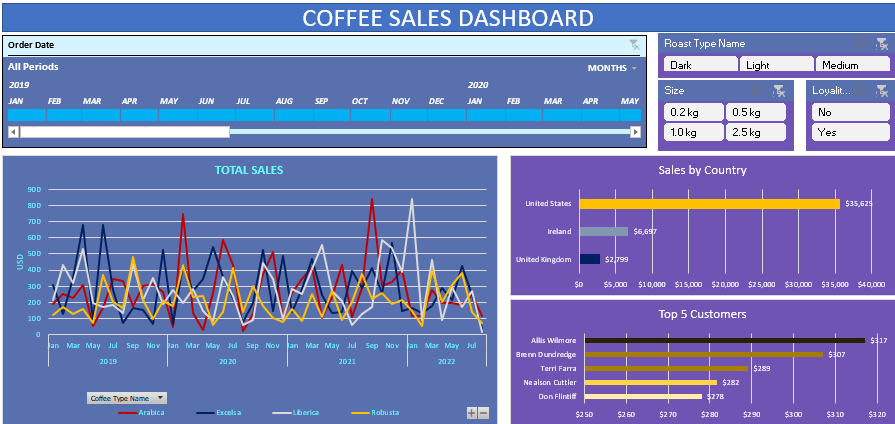 COFFEE SALES DASHBOARD
Order Date
All Periods
MONTHS
2019 2020
JAN FEB MAR APR MAY JUN JUL AUG SEP OCT NOV DEC JAN FEB MAR APR MAY
Roast Type Name
Dark Light Medium
Size
0.2 kg 0.5 kg
1.0 kg 2.5 kg
Loyalit...
No
Yes
TOTAL SALES
USD
900
800
700
600
500
400
300
200
100
0
Jan Mar May Jul Sep Nov Jan Mar May Jul Sep Nov Jan Mar May Jul Sep Nov Jan Mar May Jul
2019 2020 2021 2022
Coffee Type Name
Arabica Excelsa Liberica Robusta
Sales by Country
United States $35,625
Ireland $6,697
United Kingdom $2,799
$0 $5,000 $10,000 $15,000 $20,000 $25,000 $30,000 $35,000 $40,000
Top 5 Customers
Allis Wilmore $317
Brenn Dundredge $307
Terri Farra $289
Nealson Cuttler $282
Don Flintiff $278
$250 $260 $270 $280 $290 $300 $310 $320